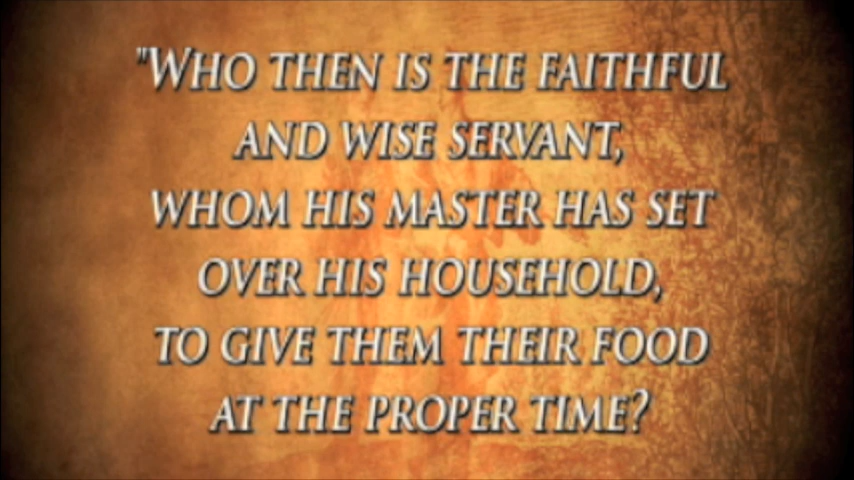 "WHO THEN IS THE FAITHFUL
AND WISE SERVANT,
WHOM HIS MASTER HAS SET
OVER HIS HOUSEHOLD,
TO GIVE THEM THEIR FOOD
AT THE PROPER TIME?